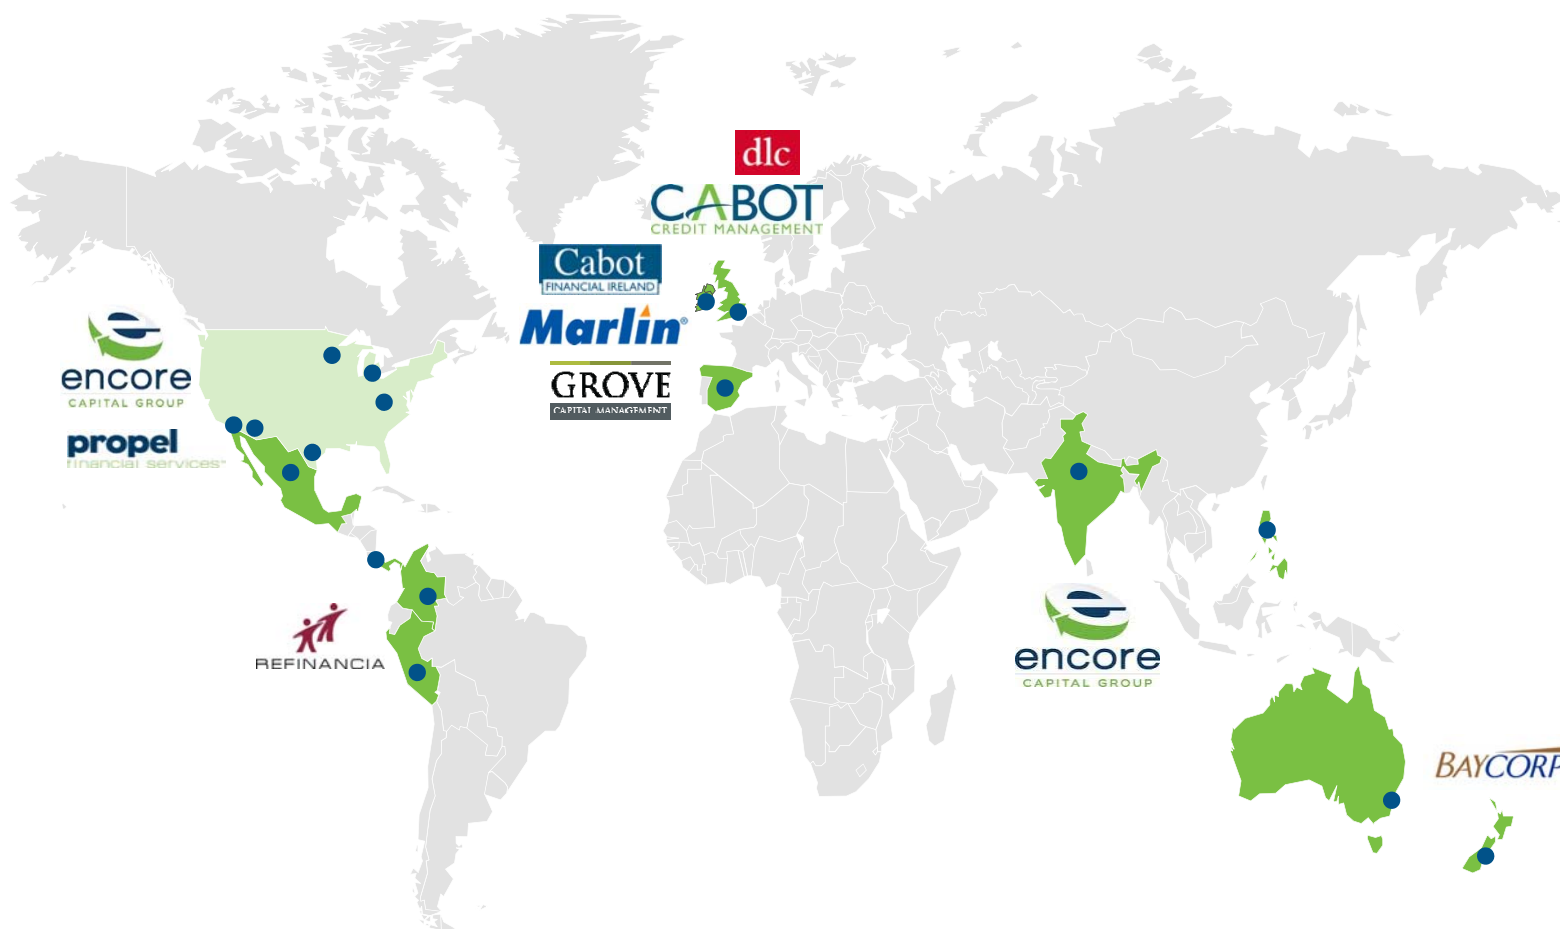 dlc
CABOT
CREDIT MANAGEMENT
Cabot
FINANCIAL IRELAND
Marlin®
GROVE
CAPITAL MANAGEMENT
encore
CAPITAL GROUP
propel
financial services™
REFINANCIA
encore
CAPITAL GROUP
BAYCORP